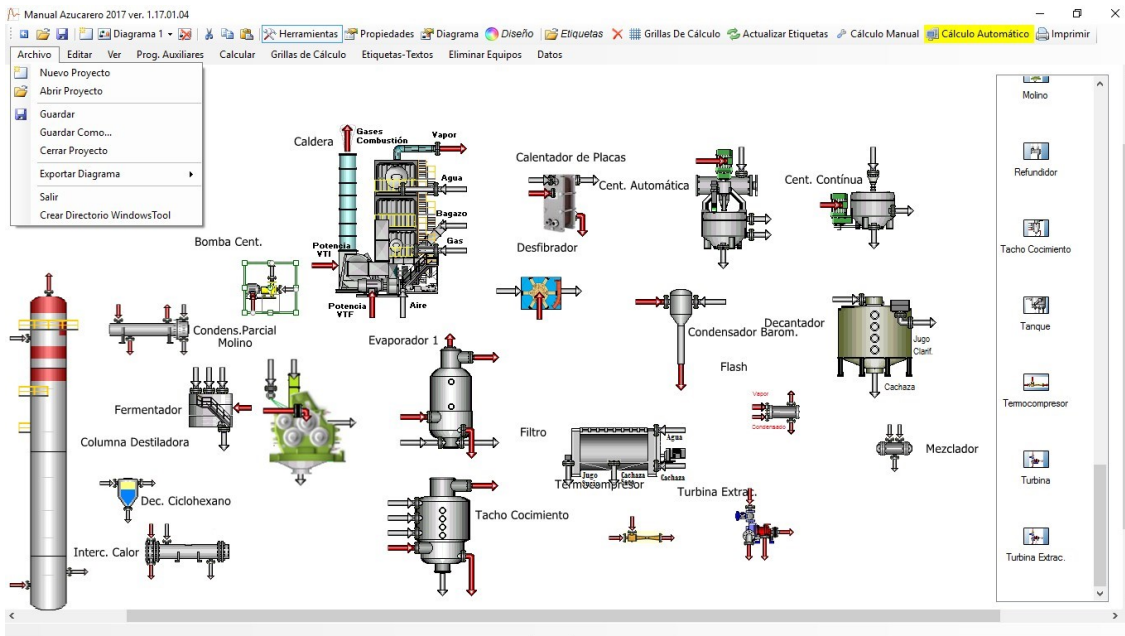 Manual Azucarero 2017 ver. 1.17.01.04
Diagrama 1 Herramientas Propiedades Diagrama Diseño Etiquetas Grillas De Cálculo Actualizar Etiquetas Cálculo Manual Cálculo Automático Imprimir
Archivo Editar Ver Prog. Auxiliares Calcular Grillas de Cálculo Etiquetas-Textos Eliminar Equipos Datos
Nuevo Proyecto
Abrir Proyecto
Guardar
Guardar Como...
Cerrar Proyecto
Exportar Diagrama
Salir
Crear Directorio WindowsTool
Caldera
Gases
Combustión
Vapor
Agua
Bagazo
Gas
Potencia
VTI
Potencia
VTF
Aire
Calentador de Placas
Cent. Automática
Cent. Contínua
Bomba Cent.
Desfibrador
Condens.Parcial
Molino
Evaporador 1
Condensador Barom.
Decantador
Jugo
Clarif.
Cachaza
Flash
Vapor
Condensado
Fermentador
Columna Destiladora
Filtro
Agua
Jugo
Cachaza
Cachaza
Mezclador
Termocompresor
Turbina Extrac.
Dec. Ciclohexano
Tacho Cocimiento
Interc. Calor
Molino
Refundidor
Tacho Cocimiento
Tanque
Termocompresor
Turbina
Turbina Extrac.